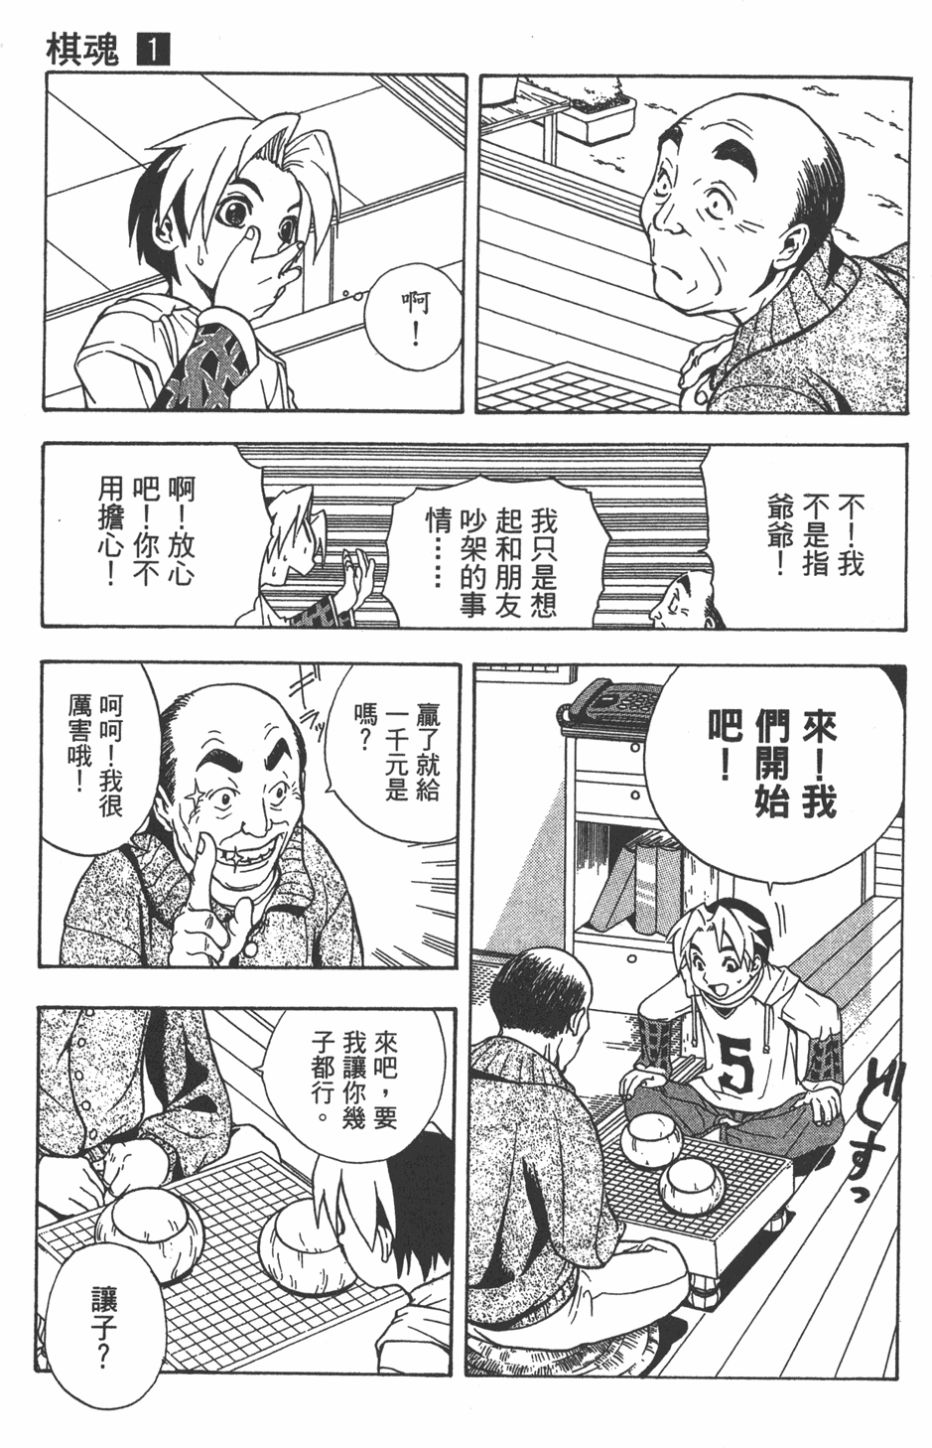 棋魂 1
啊!
不!我
不是指
爺爺!
我只是想
起和朋友
吵架的事
情……
啊!放心
吧!你不
用擔心!
來!我
們開始
吧!
どすっ
贏了就給
一千元是
嗎?
呵呵!我很
厲害哦!
來吧，要
我讓你幾
子都行。
讓子?
5